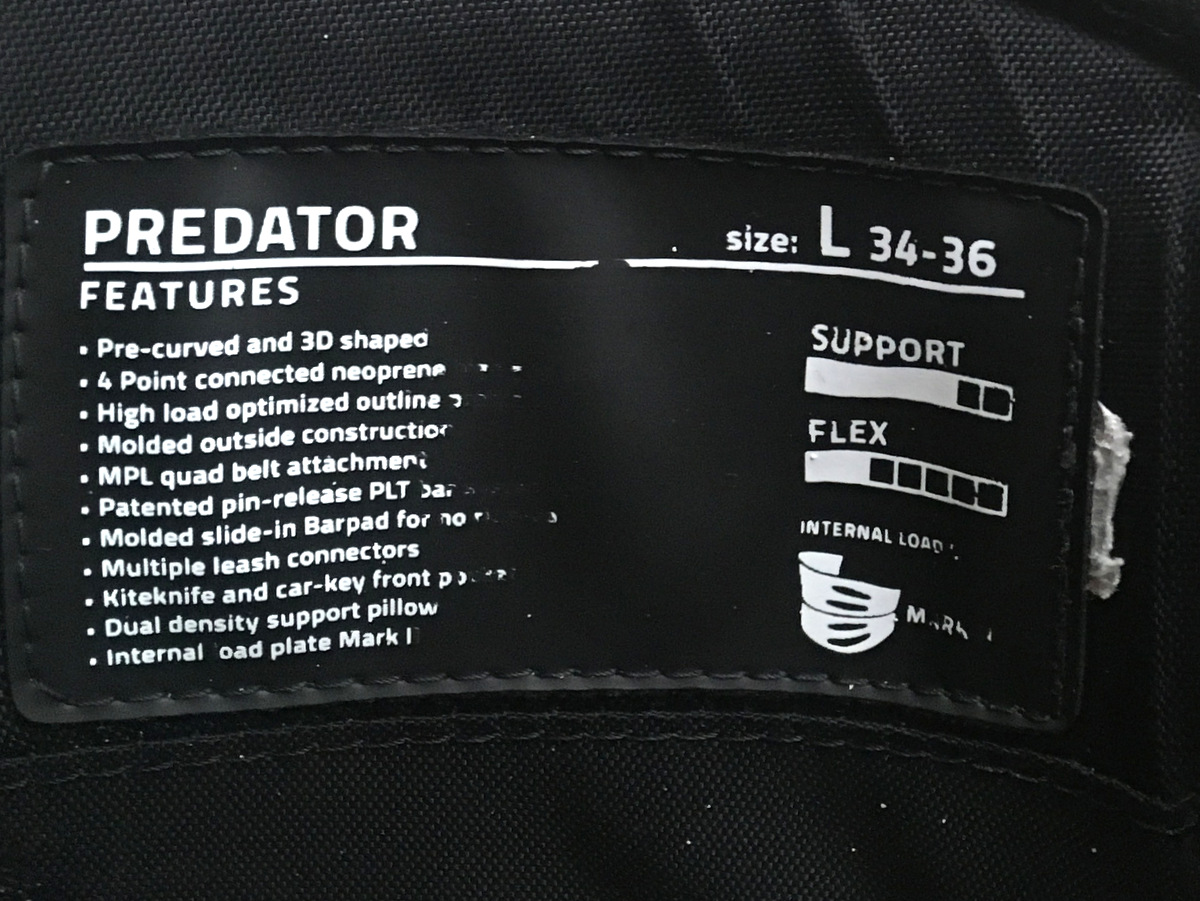 PREDATOR
size: L 34-36
FEATURES
• Pre-curved and 3D shaped
• 4 Point connected neoprene
• High load optimized outline
• Molded outside construction
• MPL quad belt attachment
• Patented pin-release PLT
• Molded slide-in Barpad for no
• Multiple leash connectors
• Kiteknife and car-key front
• Dual density support pillow
• Internal load plate Mark I
SUPPORT
FLEX
INTERNAL LOAD
MARK